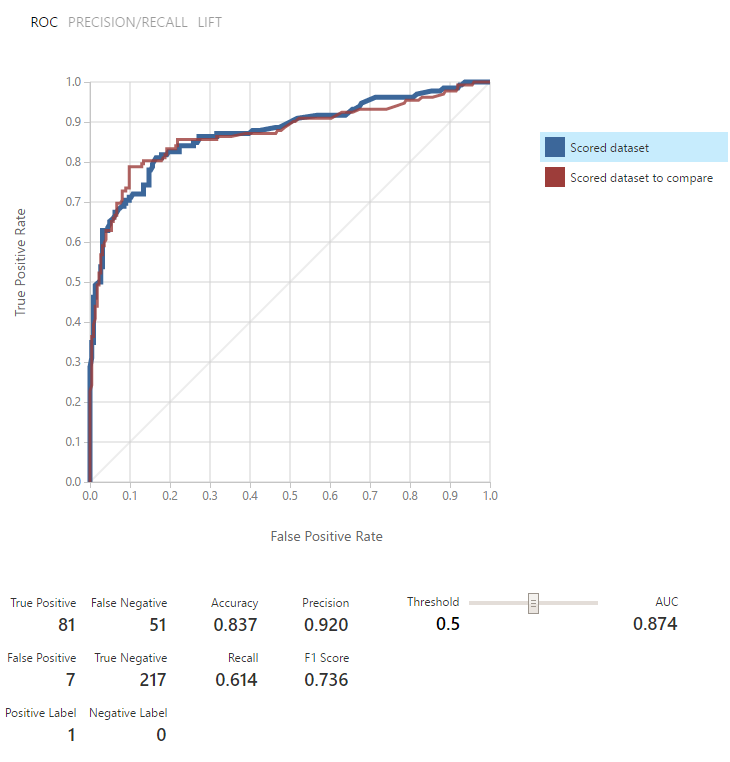 ROC PRECISION/RECALL LIFT
1.0
0.9
0.8
0.7
0.6
0.5
0.4
0.3
0.2
0.1
0.0
True Positive Rate
0.0 0.1 0.2 0.3 0.4 0.5 0.6 0.7 0.8 0.9 1.0
False Positive Rate
Scored dataset
Scored dataset to compare
True Positive False Negative Accuracy Precision Threshold AUC
81 51 0.837 0.920 0.5 0.874
False Positive True Negative Recall F1 Score
7 217 0.614 0.736
Positive Label Negative Label
1 0